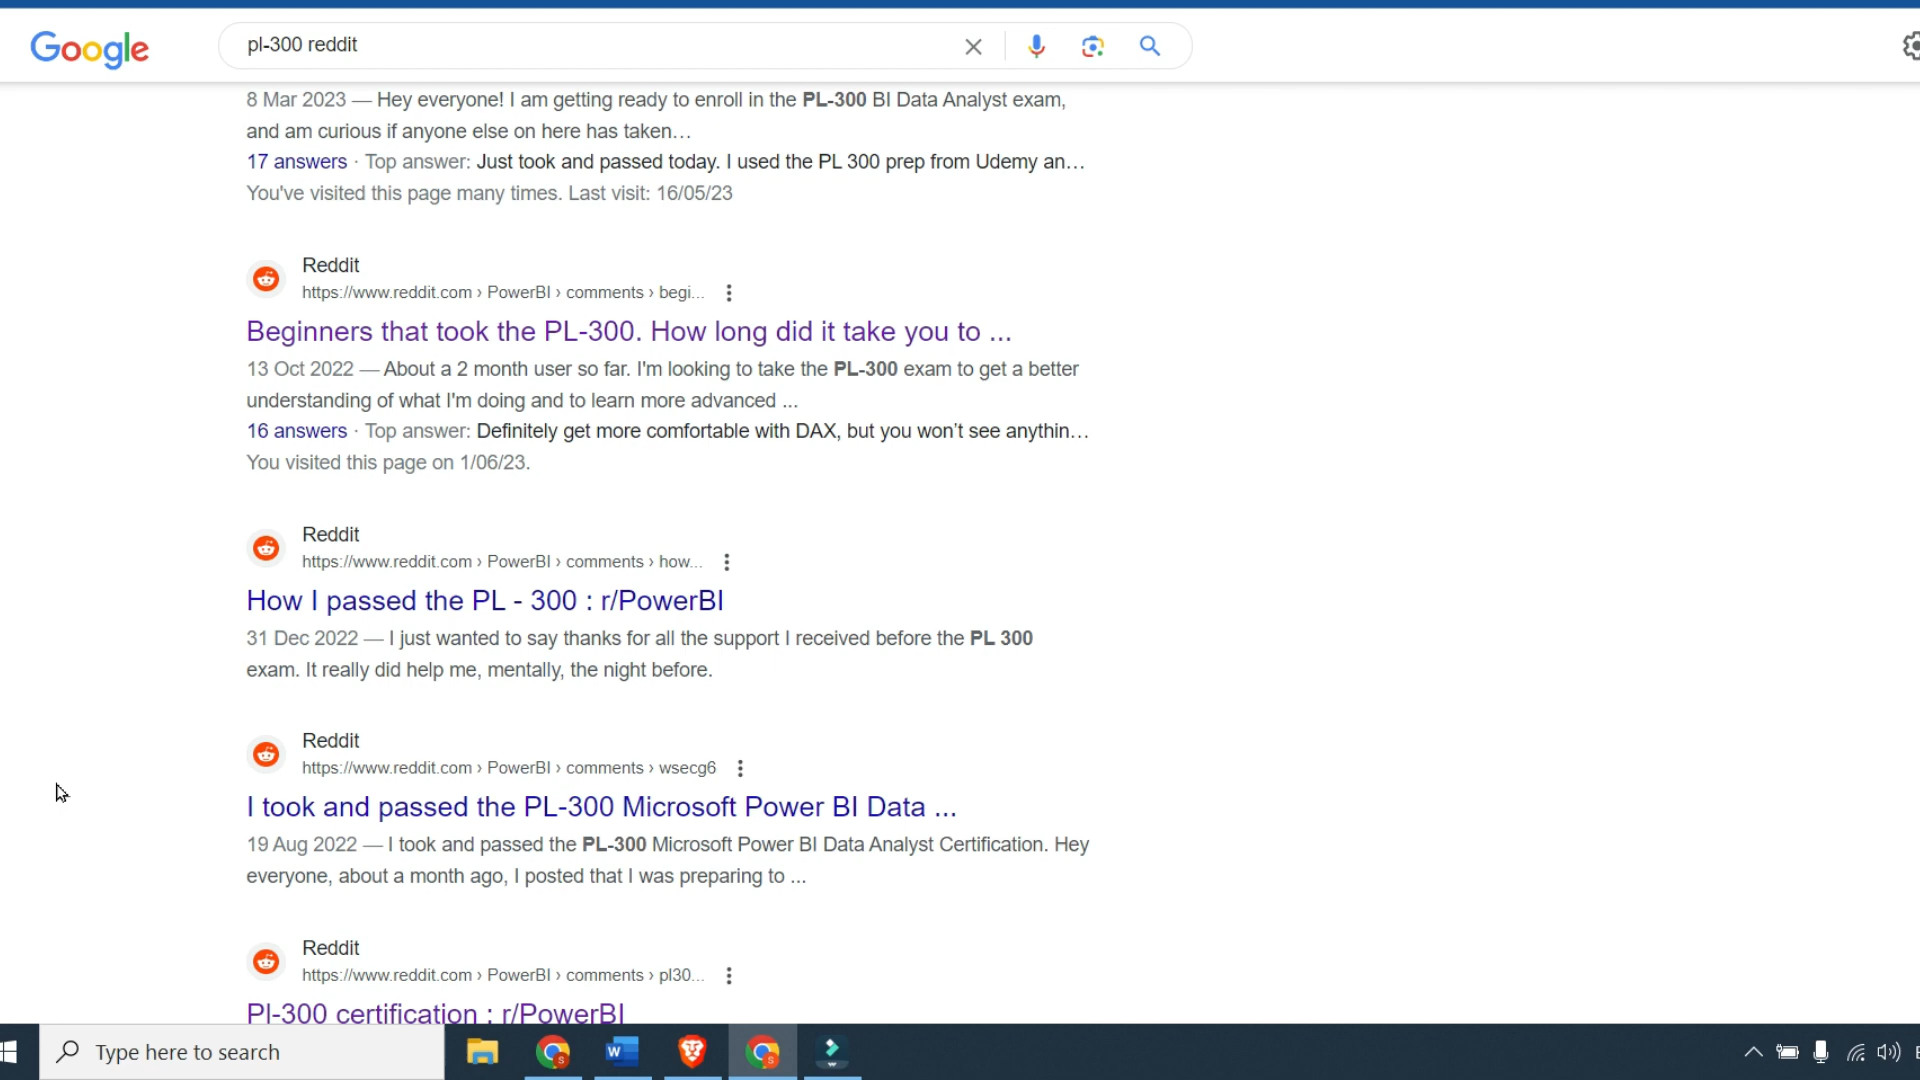 Google
pl-300 reddit
8 Mar 2023 — Hey everyone! I am getting ready to enroll in the PL-300 BI Data Analyst exam,
and am curious if anyone else on here has taken…
17 answers · Top answer: Just took and passed today. I used the PL 300 prep from Udemy an…
You've visited this page many times. Last visit: 16/05/23
Reddit
https://www.reddit.com › PowerBI › comments › begi...
Beginners that took the PL-300. How long did it take you to ...
13 Oct 2022 — About a 2 month user so far. I'm looking to take the PL-300 exam to get a better
understanding of what I'm doing and to learn more advanced ...
16 answers · Top answer: Definitely get more comfortable with DAX, but you won’t see anythin…
You visited this page on 1/06/23.
Reddit
https://www.reddit.com › PowerBI › comments › how...
How I passed the PL - 300 : r/PowerBI
31 Dec 2022 — I just wanted to say thanks for all the support I received before the PL 300
exam. It really did help me, mentally, the night before.
Reddit
https://www.reddit.com › PowerBI › comments › wsecg6
I took and passed the PL-300 Microsoft Power BI Data ...
19 Aug 2022 — I took and passed the PL-300 Microsoft Power BI Data Analyst Certification. Hey
everyone, about a month ago, I posted that I was preparing to ...
Reddit
https://www.reddit.com › PowerBI › comments › pl30...
Pl-300 certification : r/PowerBI
Type here to search